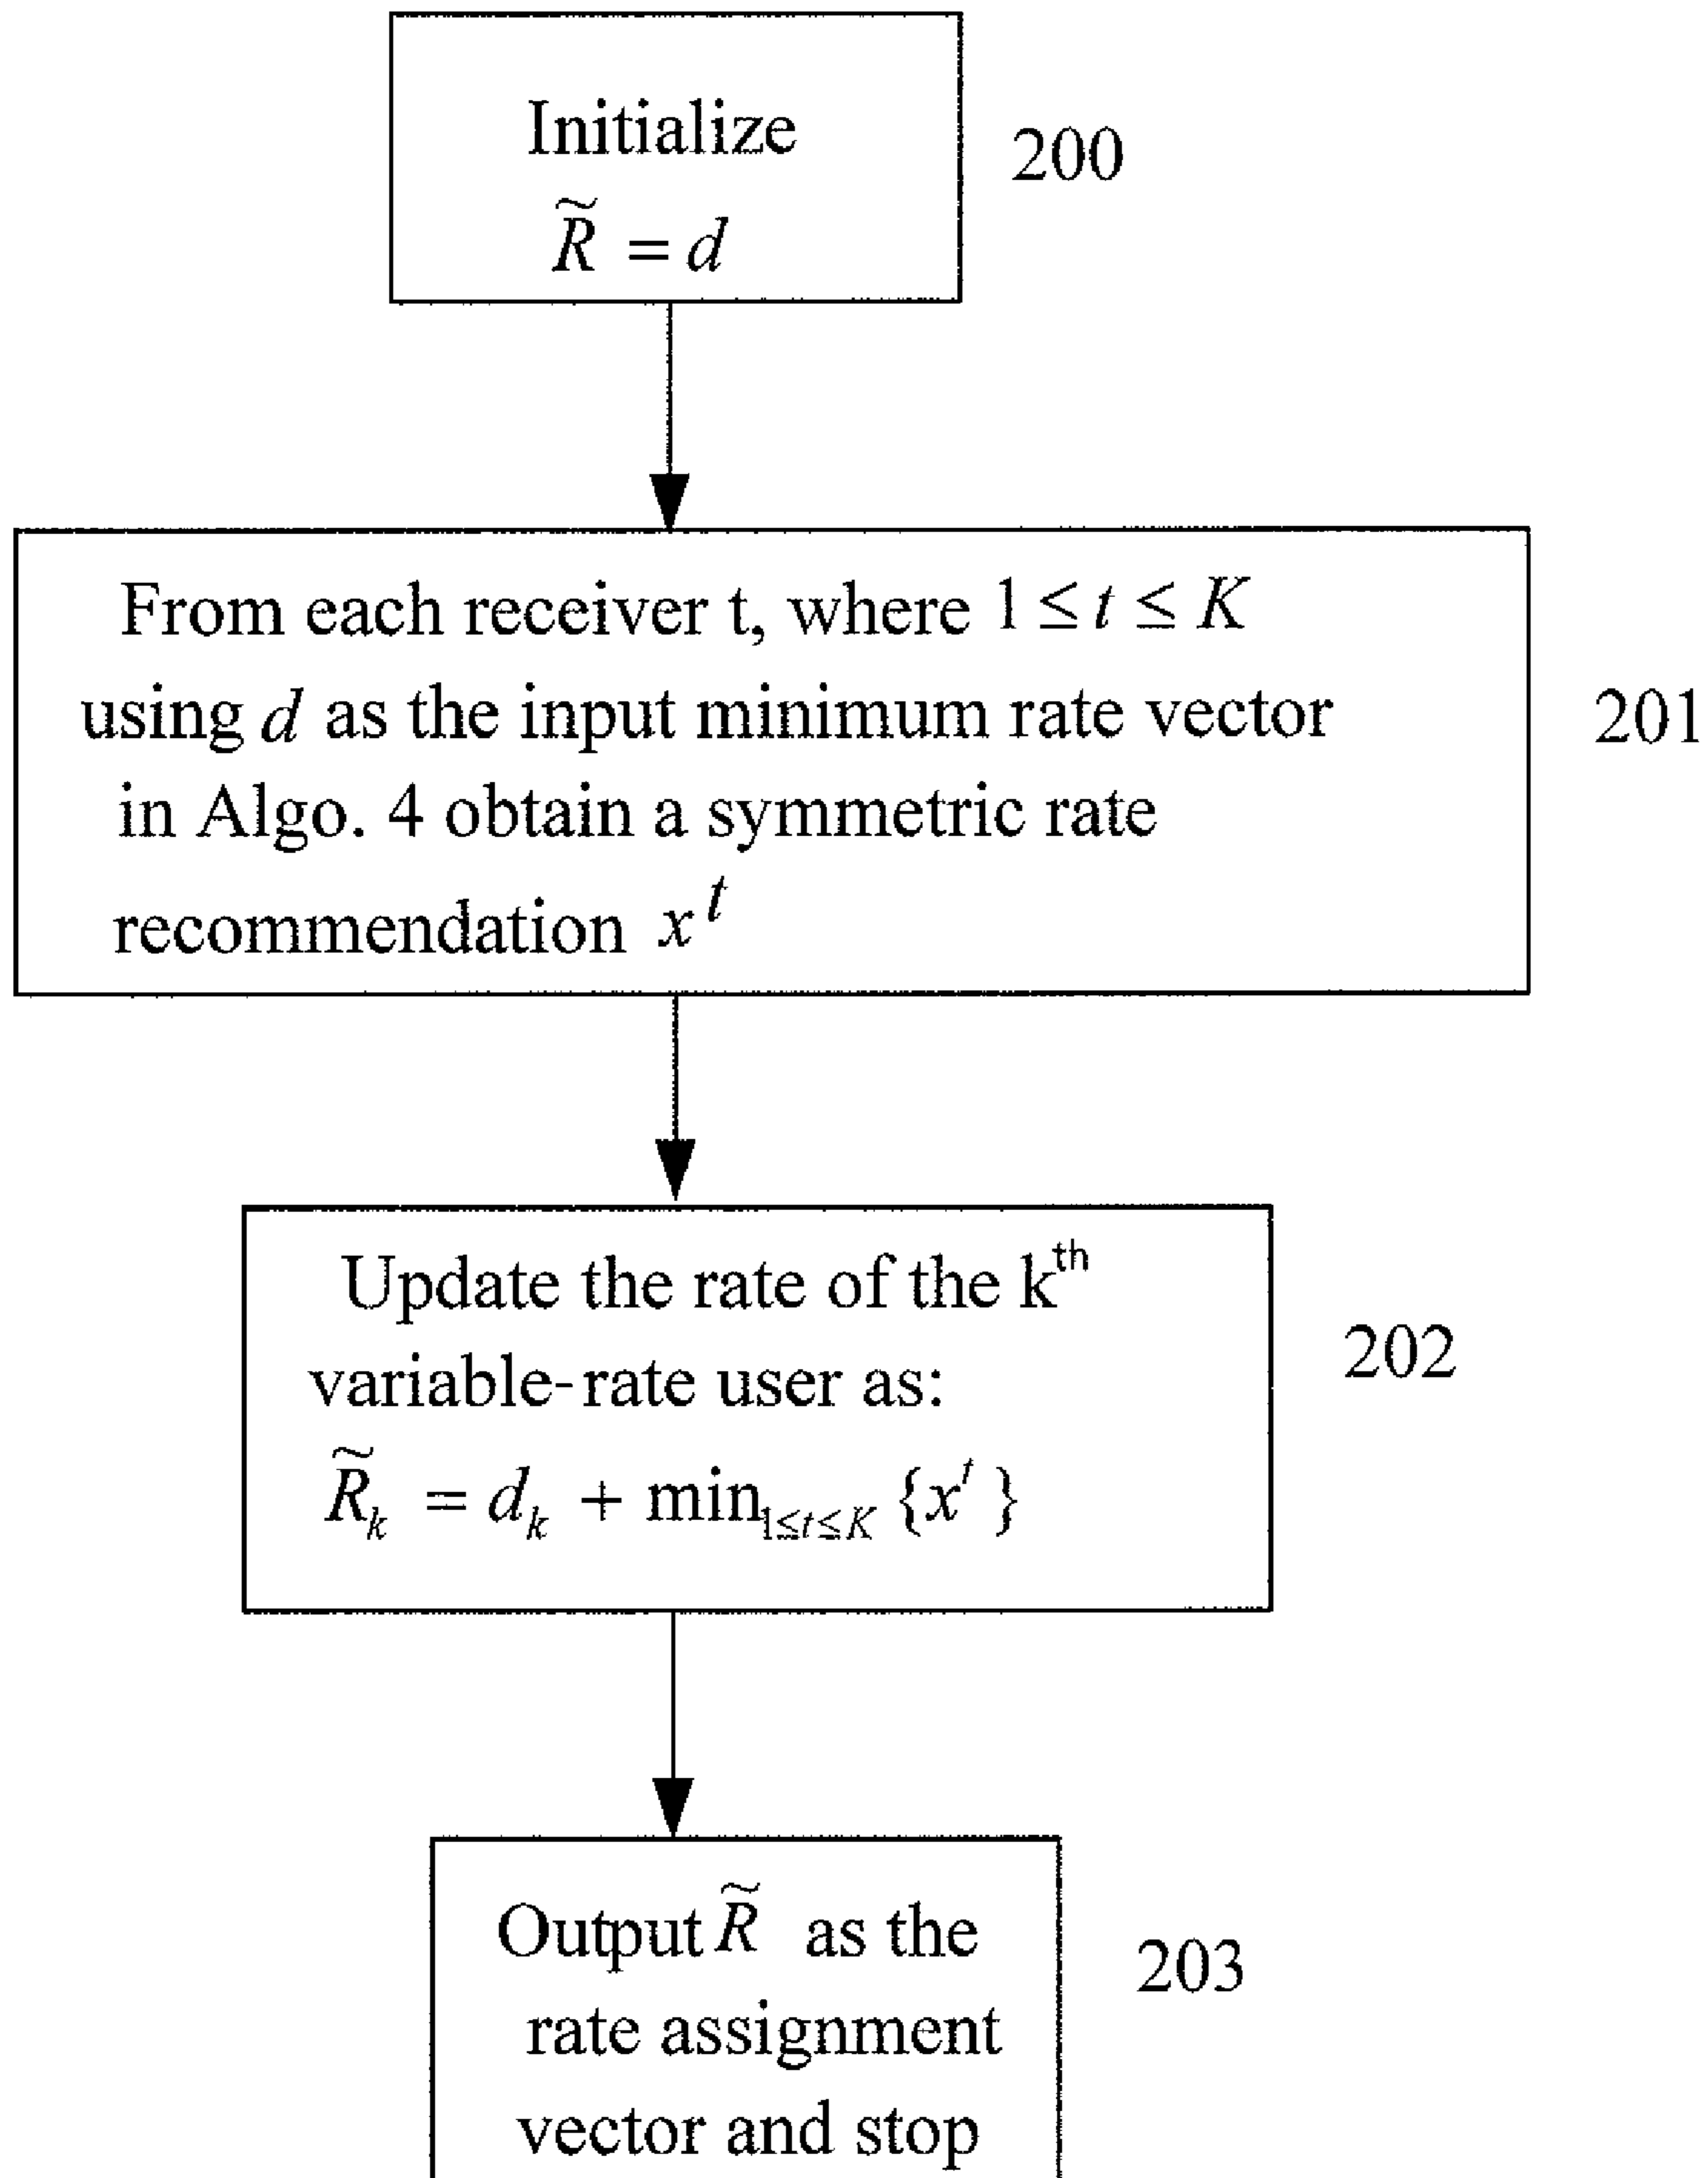 Initialize
R̃ = d
200
From each receiver t, where 1 ≤ t ≤ K
using d as the input minimum rate vector
in Algo. 4 obtain a symmetric rate
recommendation x^t
201
Update the rate of the k^th
variable-rate user as:
R̃_k = d_k + min_{1≤t≤K} {x^t}
202
Output R̃ as the
rate assignment
vector and stop
203